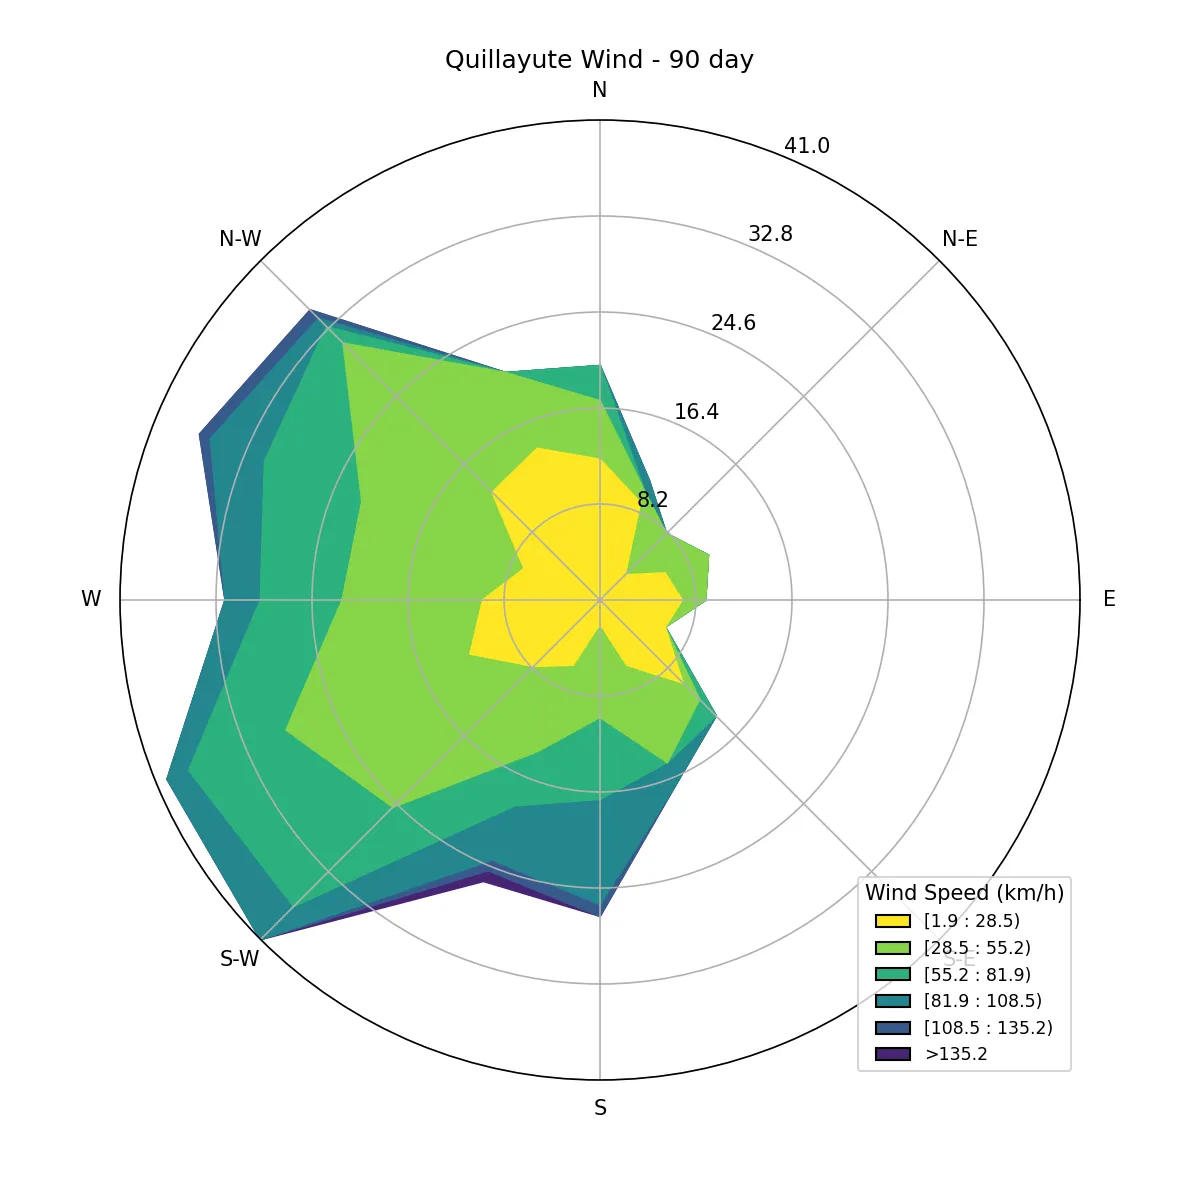 Quillayute Wind - 90 day
N
41.0
32.8
N-W
N-E
24.6
16.4
8.2
W
E
S-W
S-E
S
Wind Speed (km/h)
[1.9 : 28.5)
[28.5 : 55.2)
[55.2 : 81.9)
[81.9 : 108.5)
[108.5 : 135.2)
>135.2